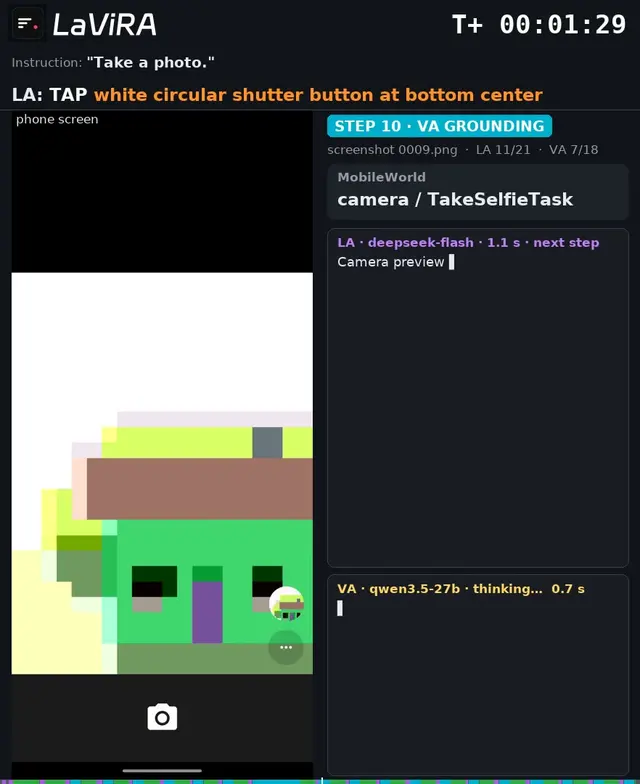 LaViRA
T+ 00:01:29
Instruction: "Take a photo."
LA: TAP white circular shutter button at bottom center
phone screen
STEP 10 · VA GROUNDING
screenshot 0009.png · LA 11/21 · VA 7/18
MobileWorld
camera / TakeSelfieTask
LA · deepseek-flash · 1.1 s · next step
Camera preview
VA · qwen3.5-27b · thinking... 0.7 s